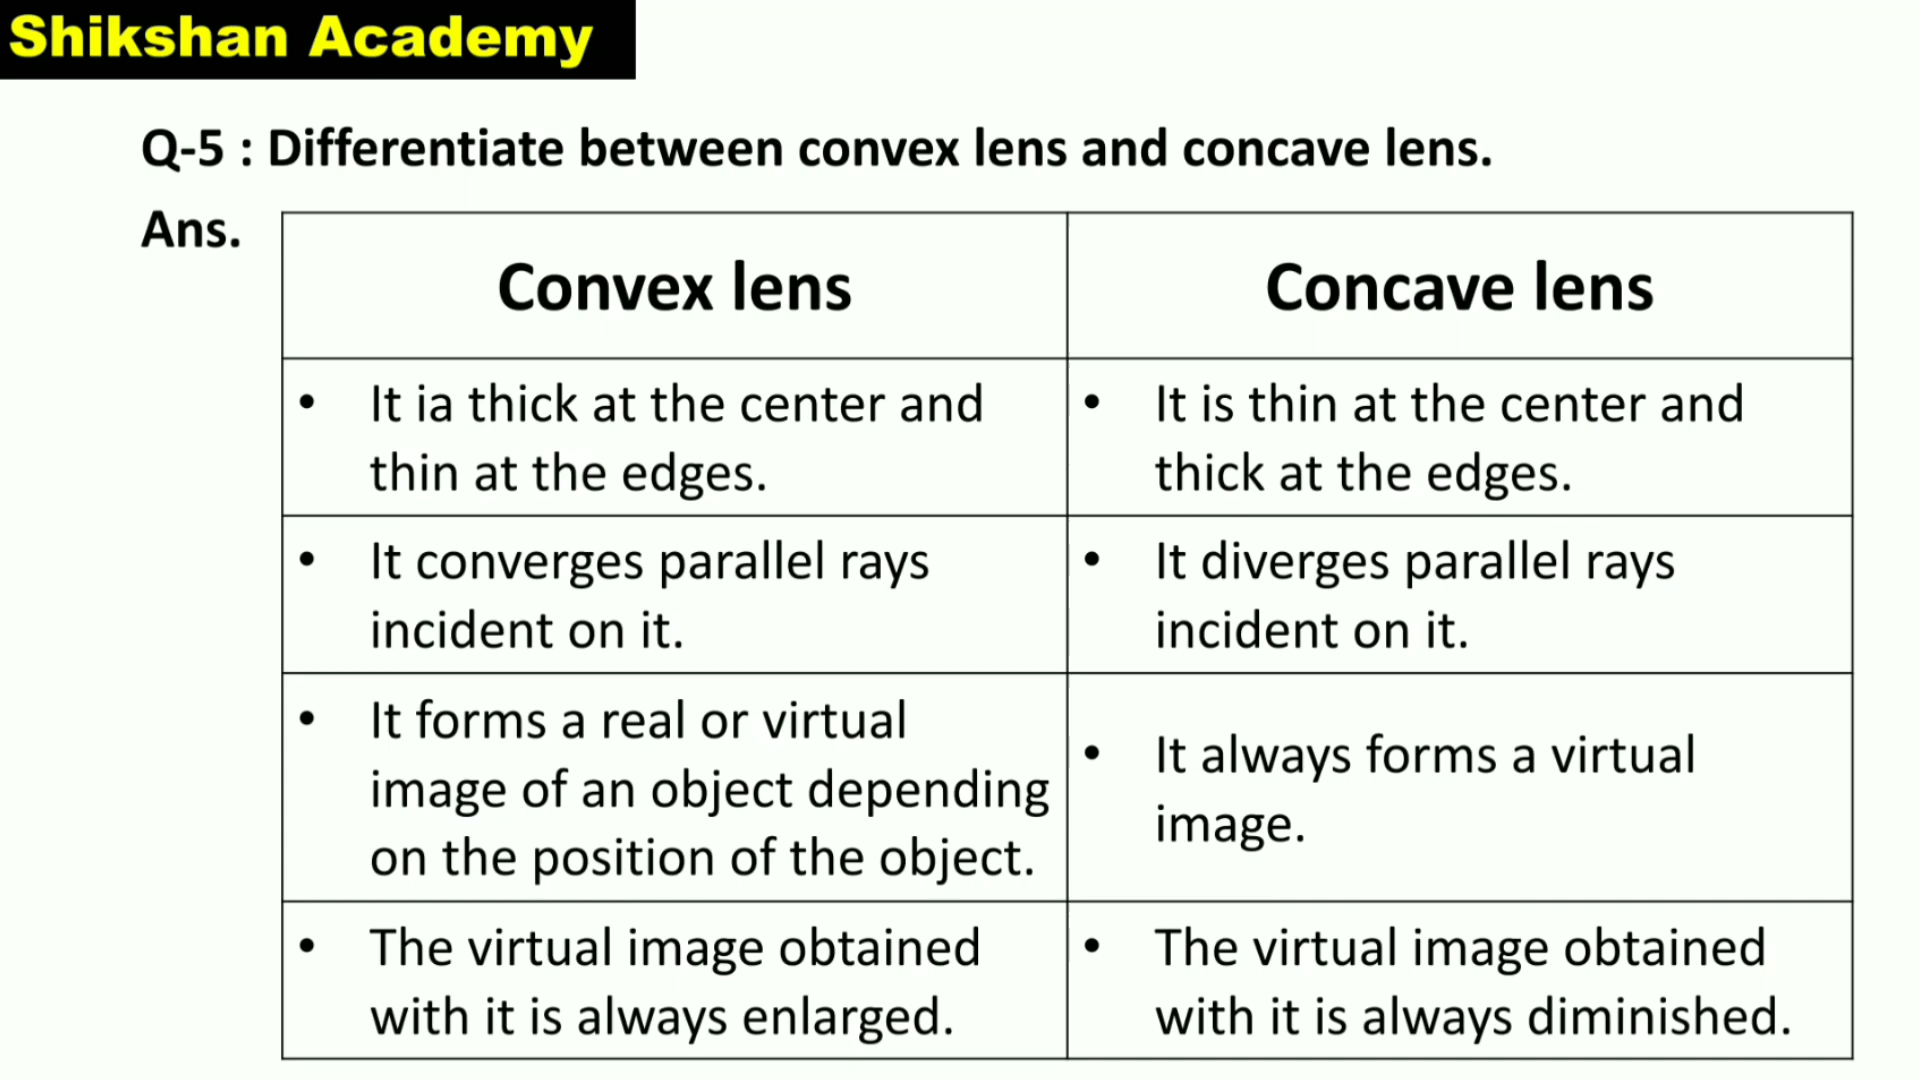 Shikshan Academy
Q-5 : Differentiate between convex lens and concave lens.
Ans.
Convex lens
Concave lens
• It ia thick at the center and
thin at the edges.
• It is thin at the center and
thick at the edges.
• It converges parallel rays
incident on it.
• It diverges parallel rays
incident on it.
• It forms a real or virtual
image of an object depending
on the position of the object.
• It always forms a virtual
image.
• The virtual image obtained
with it is always enlarged.
• The virtual image obtained
with it is always diminished.